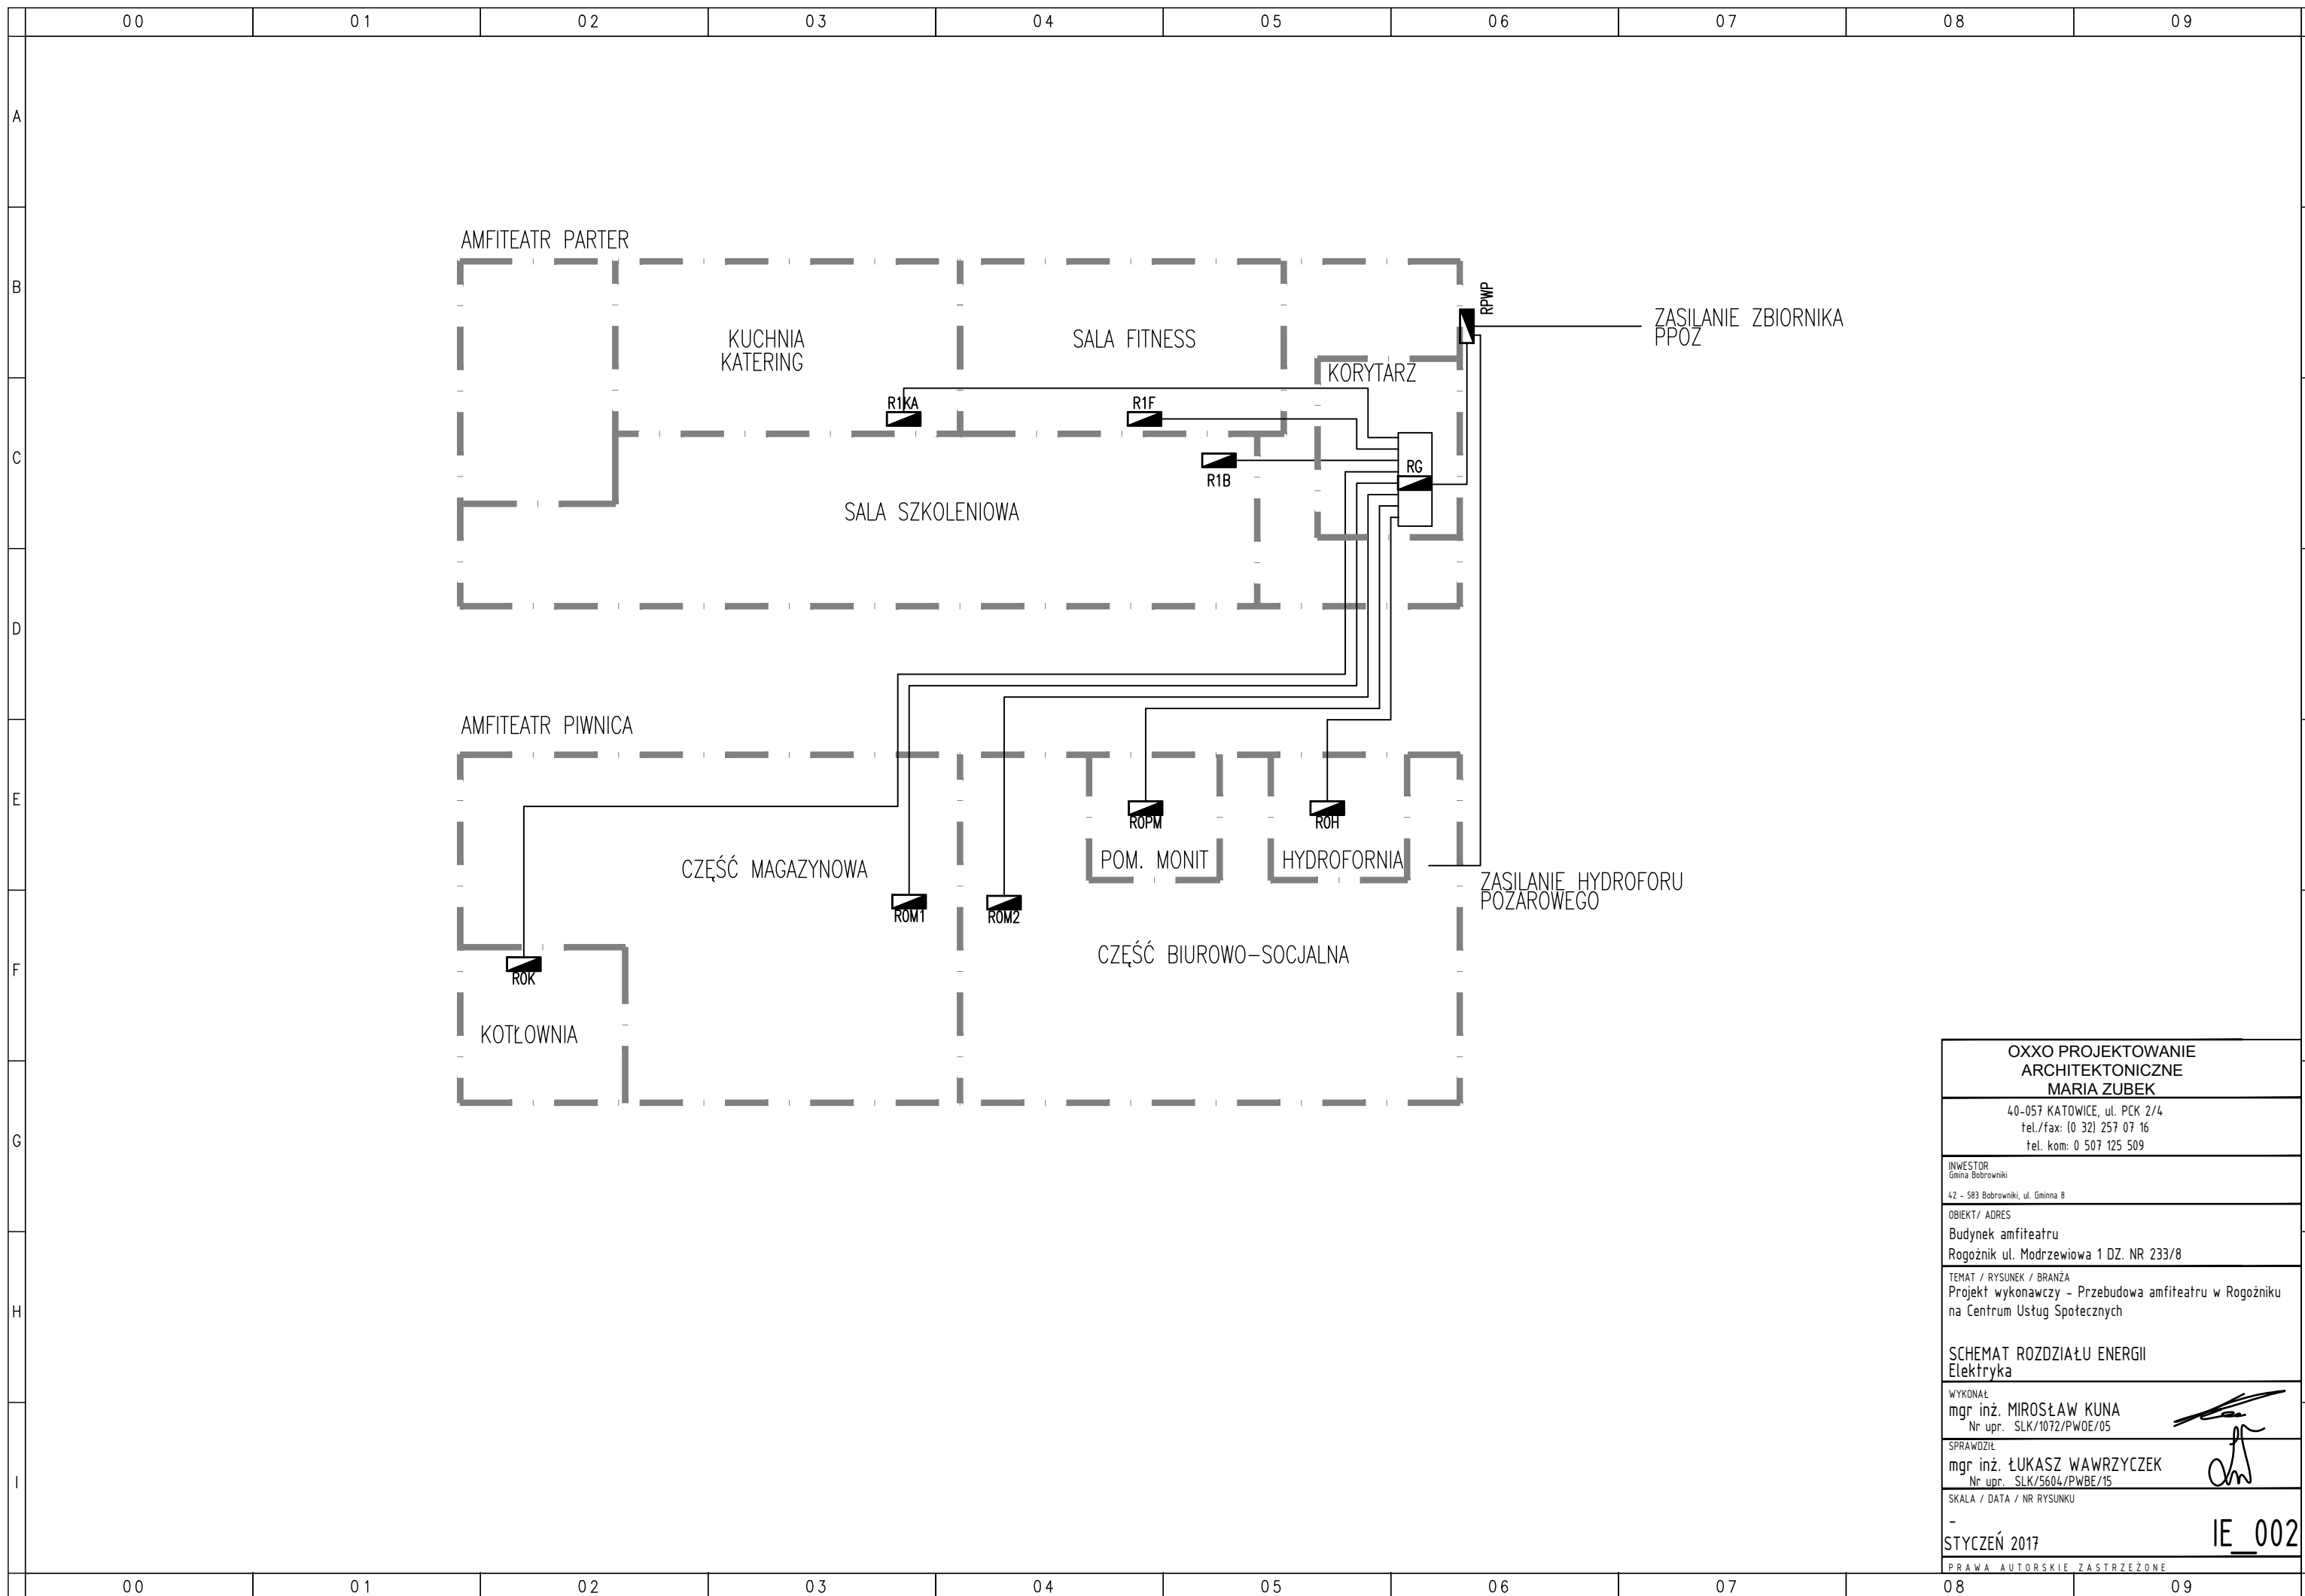 00 01 02 03 04 05 06 07 08 09
A
B
C
D
E
F
G
H
I
AMFITEATR PARTER
KUCHNIA
KATERING
SALA FITNESS
KORYTARZ
RPWP
ZASILANIE ZBIORNIKA
PPOŻ
R1KA
R1F
R1B
RG
SALA SZKOLENIOWA
AMFITEATR PIWNICA
ROPM
ROH
POM. MONIT
HYDROFORNIA
CZĘŚĆ MAGAZYNOWA
ZASILANIE HYDROFORU
POŻAROWEGO
ROM1
ROM2
CZĘŚĆ BIUROWO-SOCJALNA
ROK
KOTŁOWNIA
OXXO PROJEKTOWANIE
ARCHITEKTONICZNE
MARIA ZUBEK
40-057 KATOWICE, ul. PCK 2/4
tel./fax: (0 32) 257 07 16
tel. kom: 0 507 125 509
INWESTOR
Gmina Bobrowniki
42 - 583 Bobrowniki, ul. Gminna 8
OBIEKT/ ADRES
Budynek amfiteatru
Rogoźnik ul. Modrzewiowa 1 DZ. NR 233/8
TEMAT / RYSUNEK / BRANŻA
Projekt wykonawczy - Przebudowa amfiteatru w Rogoźniku
na Centrum Usług Społecznych
SCHEMAT ROZDZIAŁU ENERGII
Elektryka
WYKONAŁ
mgr inż. MIROSŁAW KUNA
Nr upr. SLK/1072/PWOE/05
SPRAWDZIŁ
mgr inż. ŁUKASZ WAWRZYCZEK
Nr upr. SLK/5604/PWBE/15
SKALA / DATA / NR RYSUNKU
-
STYCZEŃ 2017
IE_002
PRAWA AUTORSKIE ZASTRZEŻONE
00 01 02 03 04 05 06 07 08 09